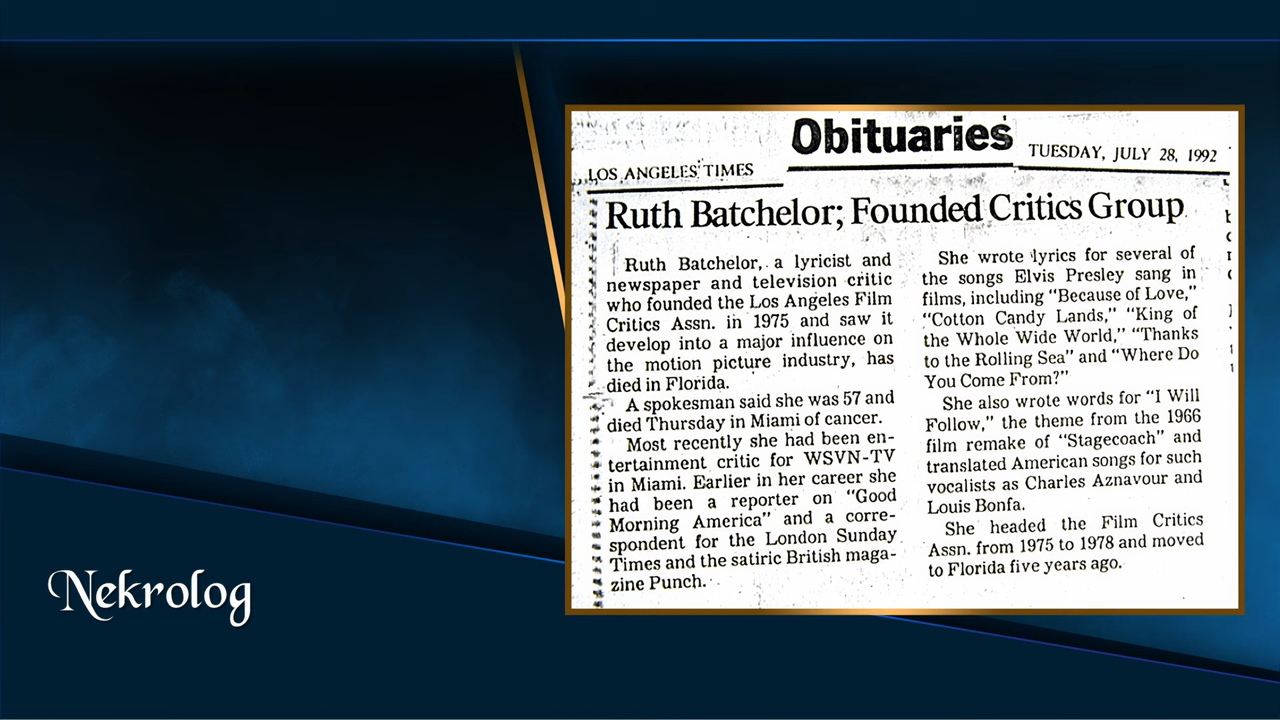 Obituaries
LOS ANGELES TIMES
TUESDAY, JULY 28, 1992
Ruth Batchelor; Founded Critics Group
Ruth Batchelor, a lyricist and
newspaper and television critic
who founded the Los Angeles Film
Critics Assn. in 1975 and saw it
develop into a major influence on
the motion picture industry, has
died in Florida.
A spokesman said she was 57 and
died Thursday in Miami of cancer.
Most recently she had been en-
tertainment critic for WSVN-TV
in Miami. Earlier in her career she
had been a reporter on "Good
Morning America" and a corre-
spondent for the London Sunday
Times and the satiric British maga-
zine Punch.
She wrote lyrics for several of
the songs Elvis Presley sang in
films, including "Because of Love,"
"Cotton Candy Lands," "King of
the Whole Wide World," "Thanks
to the Rolling Sea" and "Where Do
You Come From?"
She also wrote words for "I Will
Follow," the theme from the 1966
film remake of "Stagecoach" and
translated American songs for such
vocalists as Charles Aznavour and
Louis Bonfa.
She headed the Film Critics
Assn. from 1975 to 1978 and moved
to Florida five years ago.
Nekrolog